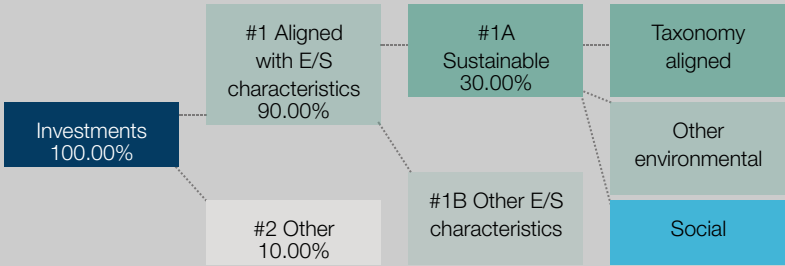 Investments
100.00%
#1 Aligned
with E/S
characteristics
90.00%
#2 Other
10.00%
#1A
Sustainable
30.00%
#1B Other E/S
characteristics
Taxonomy
aligned
Other
environmental
Social